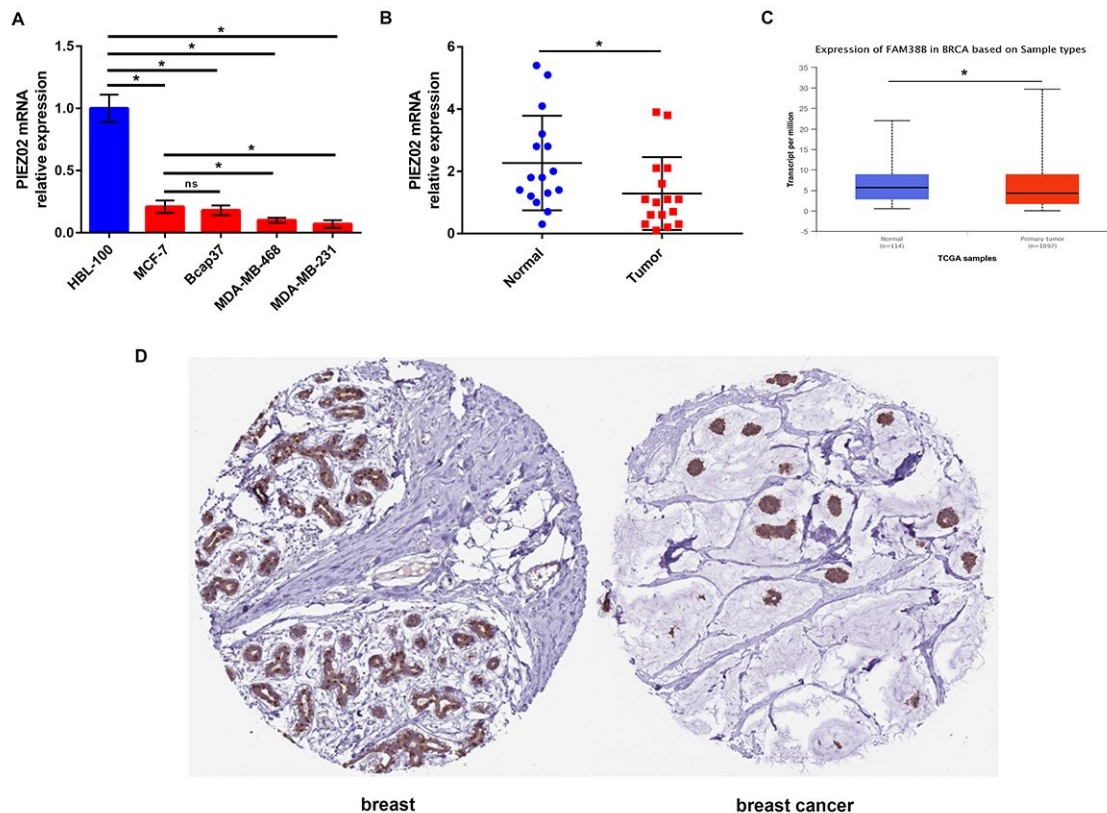 A
PIEZ02 mRNA
relative expression
1.5
1.0
0.5
0.0
*
*
*
*
*
*
ns
HBL-100
MCF-7
Bcap37
MDA-MB-468
MDA-MB-231
B
PIEZ02 mRNA
relative expression
6
4
2
0
*
Normal
Tumor
C
Expression of FAM38B in BRCA based on Sample types
Transcript per million
35
30
25
20
15
10
5
0
-5
*
Normal
(n=114)
Primary tumor
(n=1097)
TCGA samples
D
breast
breast cancer